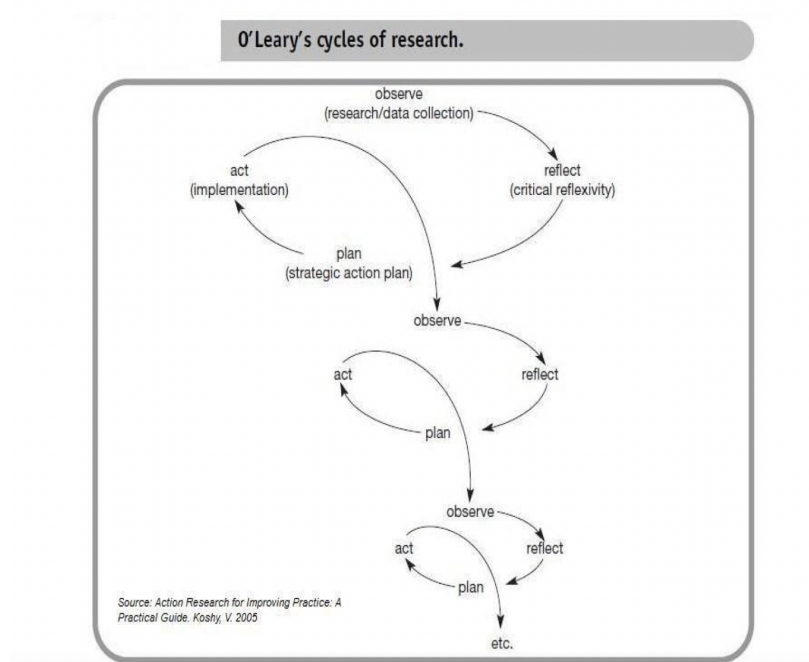 O'Leary's cycles of research.
observe
(research/data collection)
act
(implementation)
reflect
(critical reflexivity)
plan
(strategic action plan)
observe
act
reflect
plan
observe
act
reflect
plan
Source: Action Research for Improving Practice: A
Practical Guide. Koshy, V. 2005
etc.